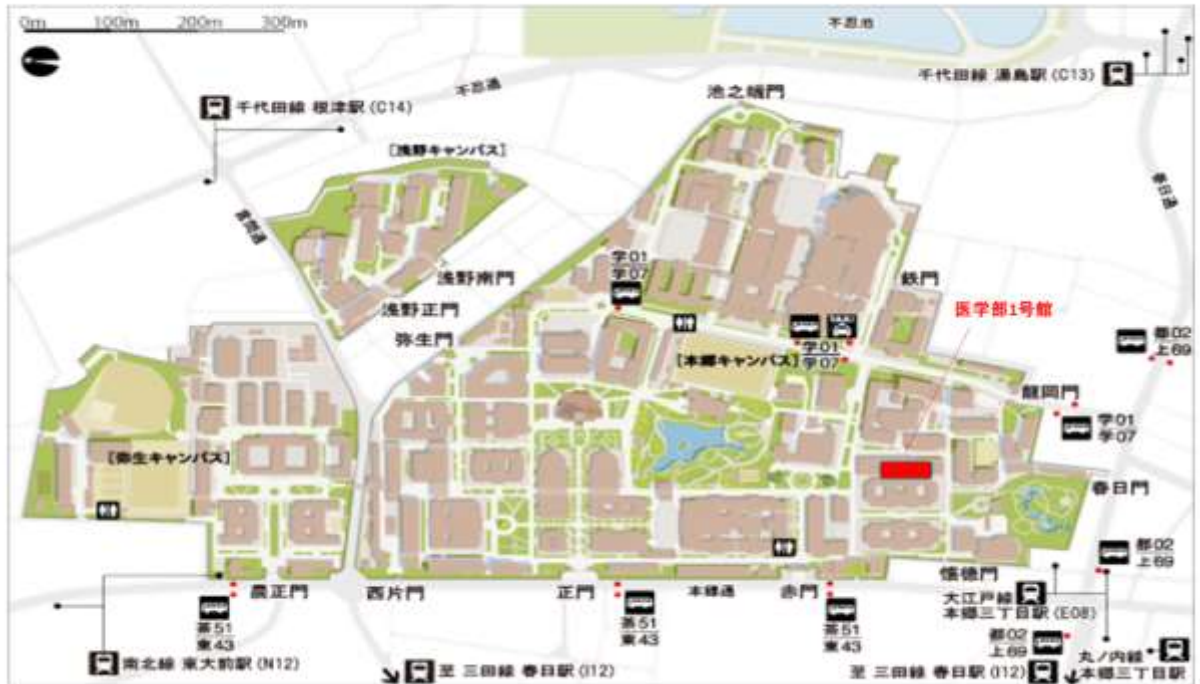 0m 100m 200m 300m
不忍池
千代田線 湯島駅 (C13)
千代田線 根津駅 (C14)
不忍通
池之端門
[浅野キャンパス]
春日通
言問通
学01
学07
浅野南門
鉄門
浅野正門
医学部1号館
弥生門
[本郷キャンパス]
学01
学07
都02
上69
龍岡門
学01
学07
[弥生キャンパス]
春日門
都02
上69
懐徳門
農正門
西片門
正門
本郷通
赤門
大江戸線
本郷三丁目駅 (E08)
茶51
東43
茶51
東43
茶51
東43
都02
上69
南北線 東大前駅 (N12)
至 三田線 春日駅 (I12)
至 三田線 春日駅 (I12)
丸ノ内線
本郷三丁目駅